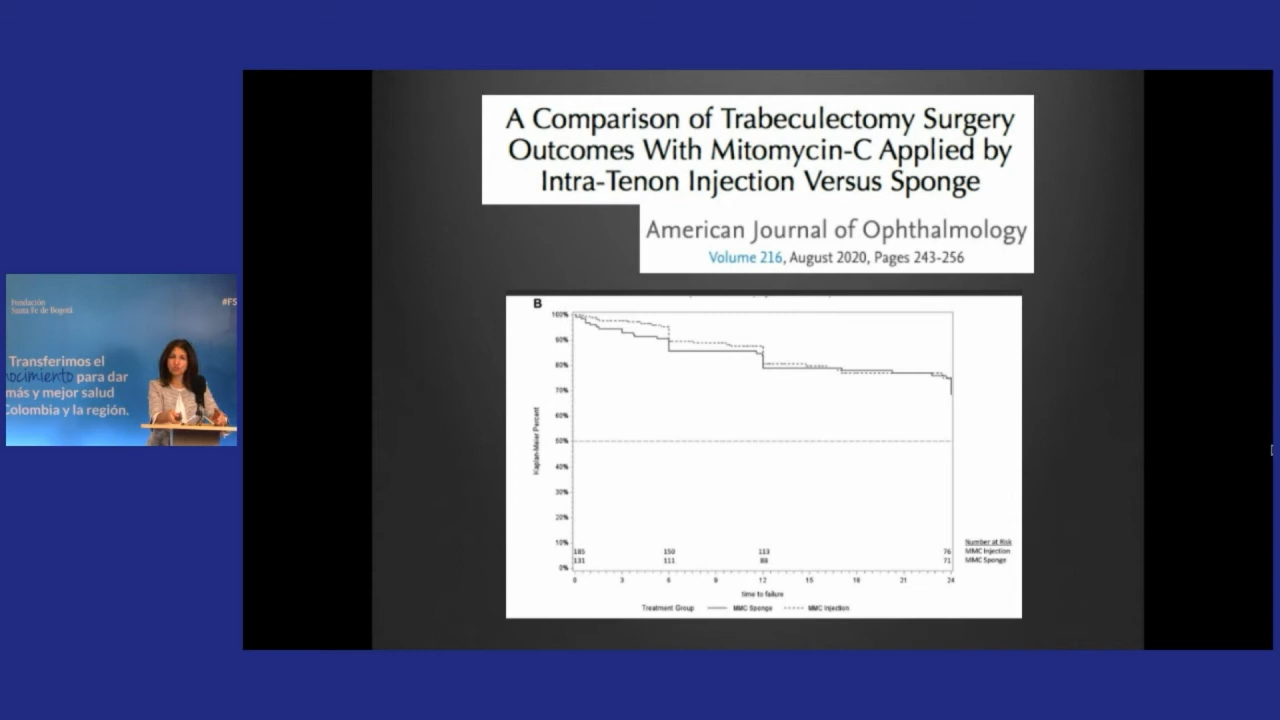 A Comparison of Trabeculectomy Surgery
Outcomes With Mitomycin-C Applied by
Intra-Tenon Injection Versus Sponge
American Journal of Ophthalmology
Volume 216, August 2020, Pages 243-256
Fundación
Santa Fe de Bogotá
#FS
Transferimos el
nocimiento para dar
más y mejor salud
Colombia y la región.
B
100%
90%
80%
70%
60%
50%
40%
30%
20%
10%
0%
Kaplan-Meier Percent
185 150 113 76
131 111 88 71
Number at Risk
MMC Injection
MMC Sponge
0 3 6 9 12 15 18 21 24
time to failure
Treatment Group MMC Sponge MMC Injection